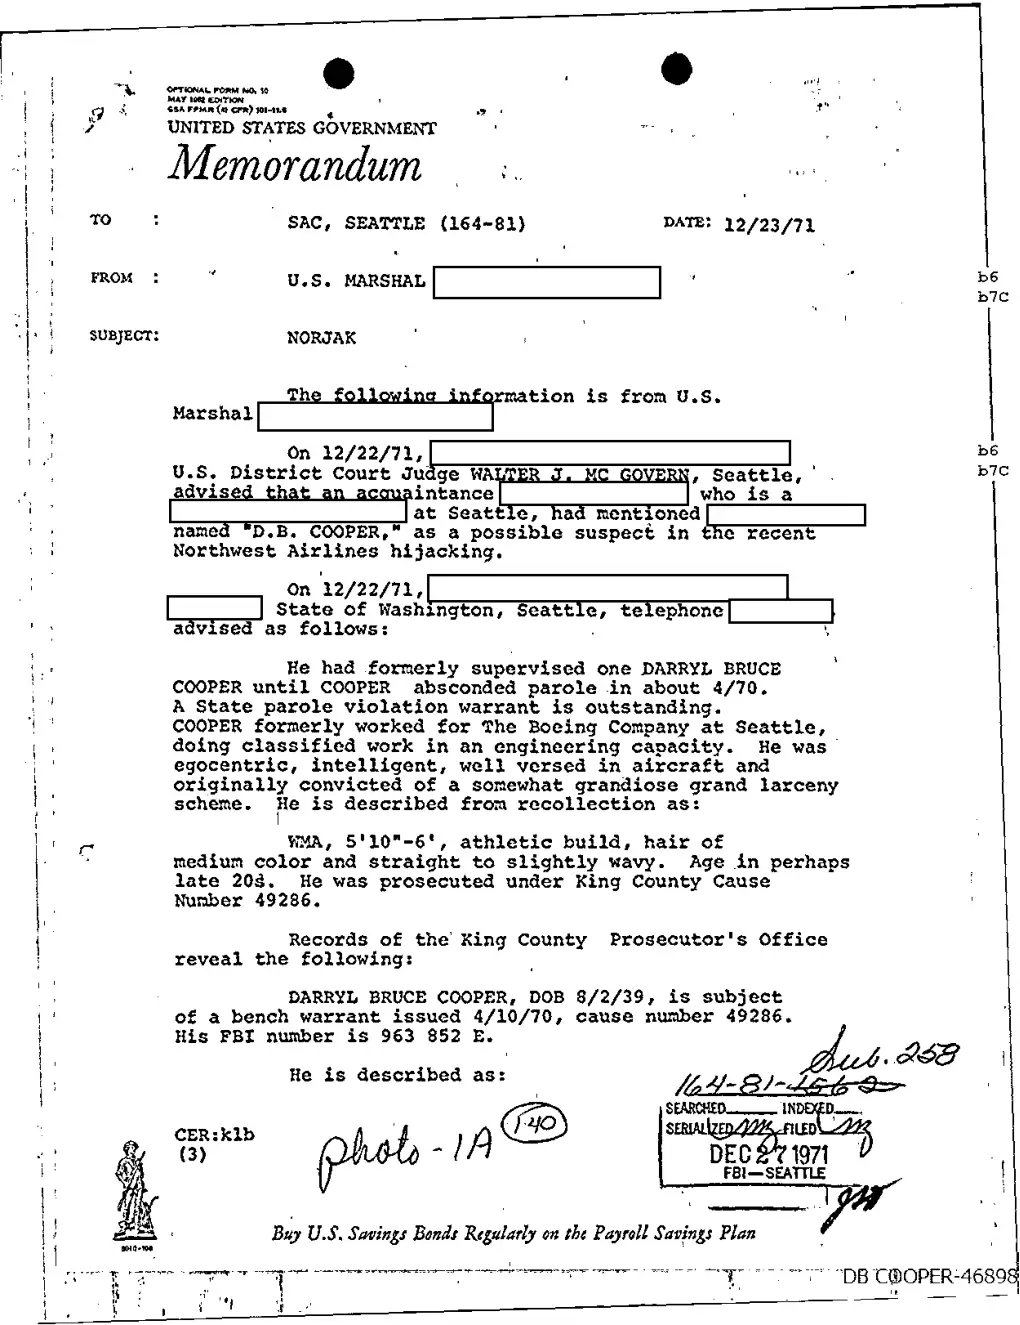 OPTIONAL FORM NO. 10
MAY 1962 EDITION
GSA FPMR (41 CFR) 101-11.6
UNITED STATES GOVERNMENT
Memorandum
TO : SAC, SEATTLE (164-81) DATE: 12/23/71
FROM : U.S. MARSHAL
b6
b7C
SUBJECT: NORJAK
The following information is from U.S.
Marshal
On 12/22/71,
b6
U.S. District Court Judge WALTER J. MC GOVERN, Seattle,
b7C
advised that an acquaintance who is a
at Seattle, had mentioned
named "D.B. COOPER," as a possible suspect in the recent
Northwest Airlines hijacking.
On 12/22/71,
State of Washington, Seattle, telephone
advised as follows:
He had formerly supervised one DARRYL BRUCE
COOPER until COOPER absconded parole in about 4/70.
A State parole violation warrant is outstanding.
COOPER formerly worked for The Boeing Company at Seattle,
doing classified work in an engineering capacity. He was
egocentric, intelligent, well versed in aircraft and
originally convicted of a somewhat grandiose grand larceny
scheme. He is described from recollection as:
WMA, 5'10"-6', athletic build, hair of
medium color and straight to slightly wavy. Age in perhaps
late 20s. He was prosecuted under King County Cause
Number 49286.
Records of the King County Prosecutor's Office
reveal the following:
DARRYL BRUCE COOPER, DOB 8/2/39, is subject
of a bench warrant issued 4/10/70, cause number 49286.
His FBI number is 963 852 E.
He is described as:
Sub. 258
164-81-1562
SEARCHED INDEXED
SERIALIZED FILED
DEC 27 1971
FBI—SEATTLE
CER:klb
(3)
photo - 1A 1-40
Buy U.S. Savings Bonds Regularly on the Payroll Savings Plan
5010-108
DB COOPER-46898